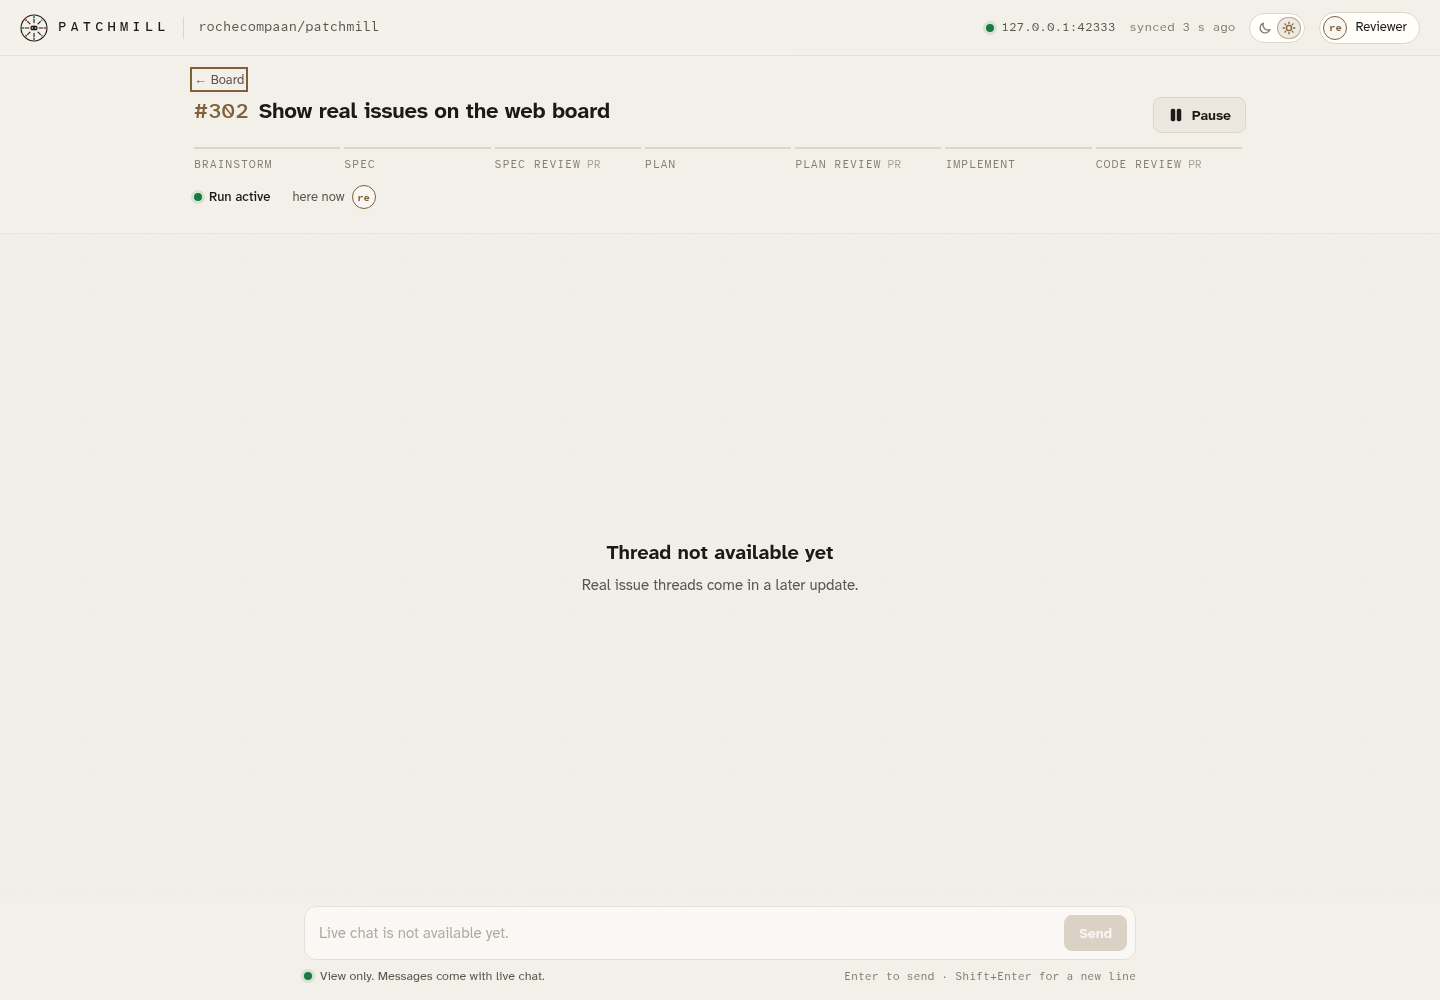 PATCHMILL rochecompaan/patchmill 127.0.0.1:42333 synced 3 s ago re Reviewer
← Board
#302 Show real issues on the web board
Pause
BRAINSTORM SPEC SPEC REVIEW PR PLAN PLAN REVIEW PR IMPLEMENT CODE REVIEW PR
Run active here now re
Thread not available yet
Real issue threads come in a later update.
Live chat is not available yet. Send
View only. Messages come with live chat. Enter to send · Shift+Enter for a new line